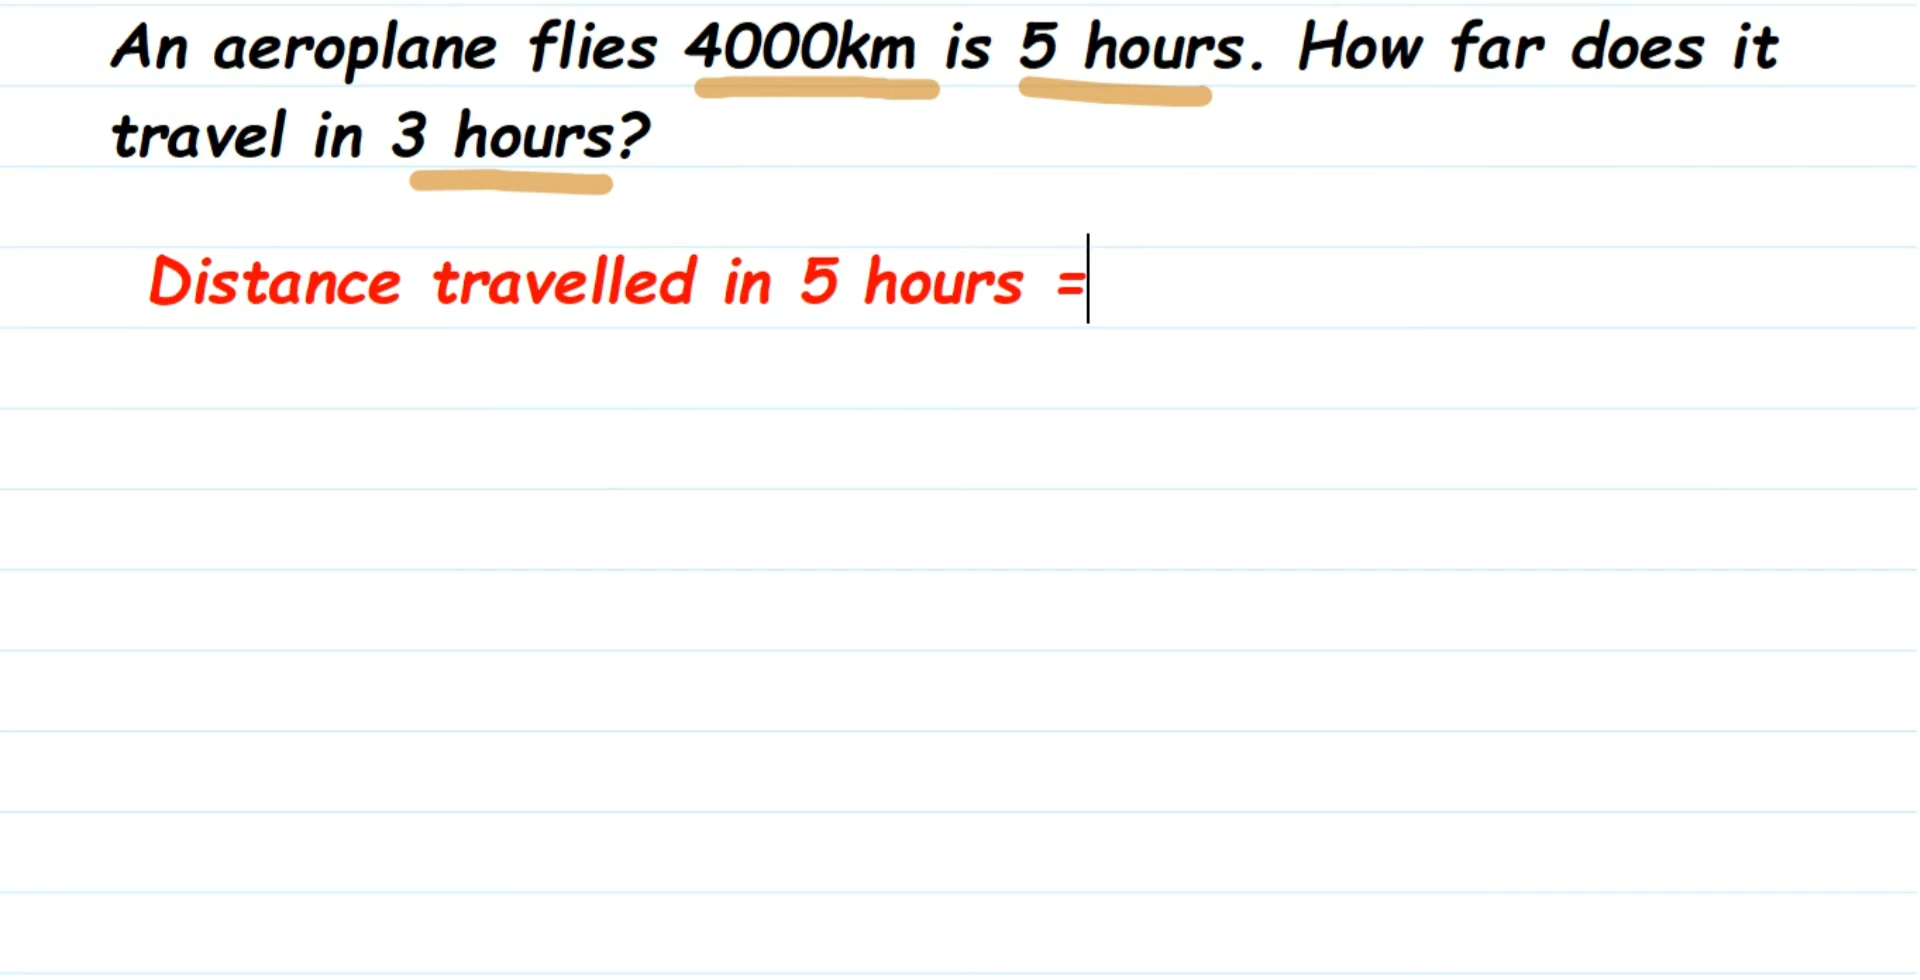 An aeroplane flies 4000km is 5 hours. How far does it
travel in 3 hours?
Distance travelled in 5 hours =